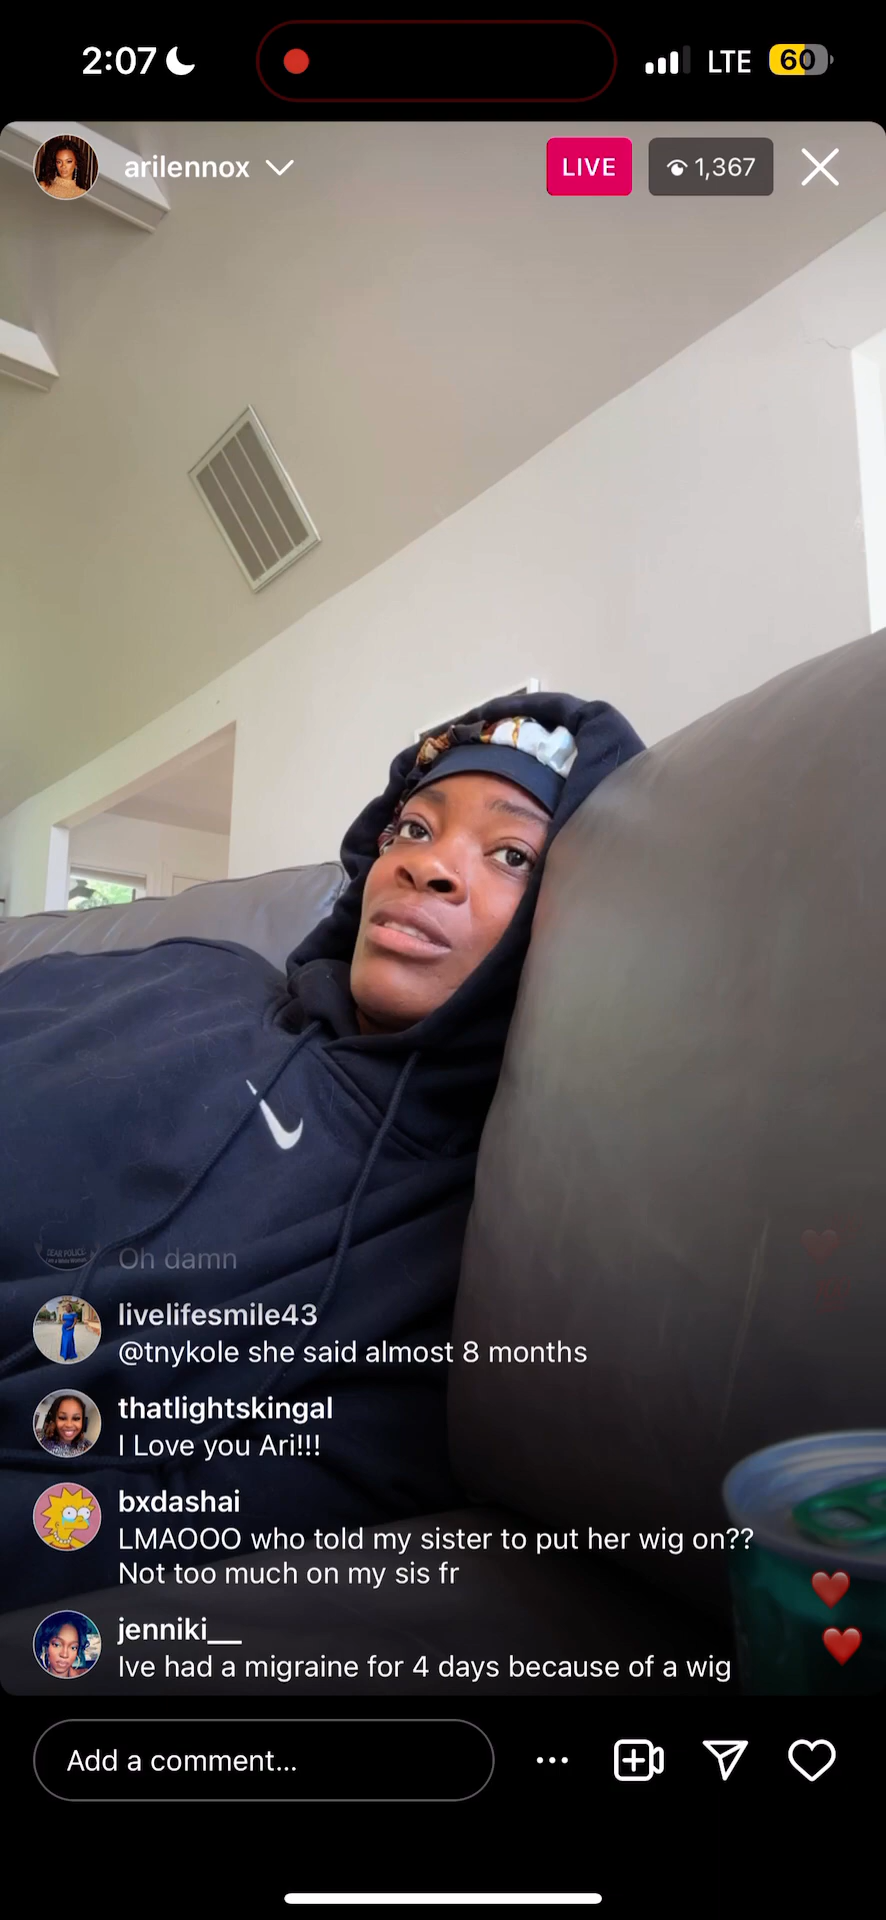 2:07
LTE
60
arilennox
LIVE
1,367
Oh damn
livelifesmile43
@tnykole she said almost 8 months
thatlightskingal
I Love you Ari!!!
bxdashai
LMAOOO who told my sister to put her wig on??
Not too much on my sis fr
jenniki__
Ive had a migraine for 4 days because of a wig
Add a comment...